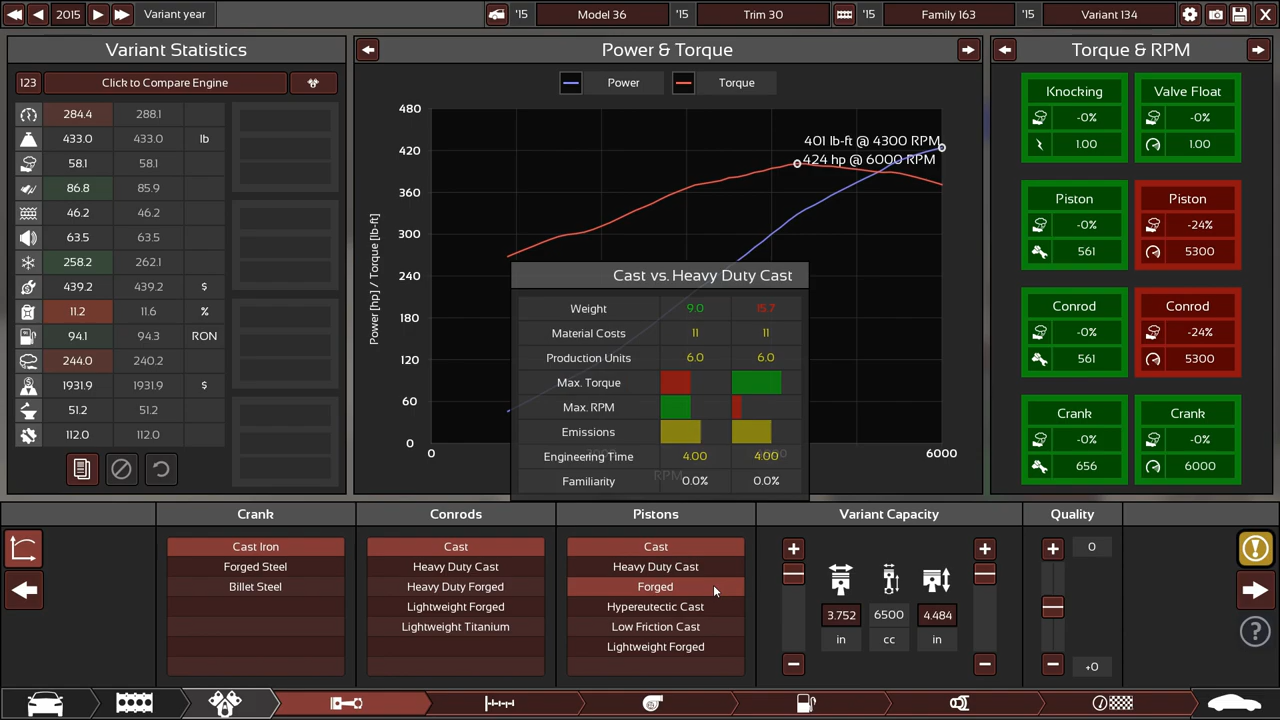 2015
Variant year
'15
Model 36
'15
Trim 30
'15
Family 163
'15
Variant 134
Variant Statistics
123
Click to Compare Engine
284.4 288.1
433.0 433.0 lb
58.1 58.1
86.8 85.9
46.2 46.2
63.5 63.5
258.2 262.1
439.2 439.2 $
11.2 11.6 %
94.1 94.3 RON
244.0 240.2
1931.9 1931.9 $
51.2 51.2
112.0 112.0
Power & Torque
Power
Torque
480
420
360
300
240
180
120
60
0
Power [hp] / Torque [lb-ft]
401 lb-ft @ 4300 RPM
424 hp @ 6000 RPM
0
6000
RPM
Cast vs. Heavy Duty Cast
Weight 9.0 15.7
Material Costs 11 11
Production Units 6.0 6.0
Max. Torque
Max. RPM
Emissions
Engineering Time 4.00 4.00
Familiarity 0.0% 0.0%
Torque & RPM
Knocking
-0%
1.00
Valve Float
-0%
1.00
Piston
-0%
561
Piston
-24%
5300
Conrod
-0%
561
Conrod
-24%
5300
Crank
-0%
656
Crank
-0%
6000
Crank
Cast Iron
Forged Steel
Billet Steel
Conrods
Cast
Heavy Duty Cast
Heavy Duty Forged
Lightweight Forged
Lightweight Titanium
Pistons
Cast
Heavy Duty Cast
Forged
Hypereutectic Cast
Low Friction Cast
Lightweight Forged
Variant Capacity
3.752 6500 4.484
in cc in
Quality
0
+0